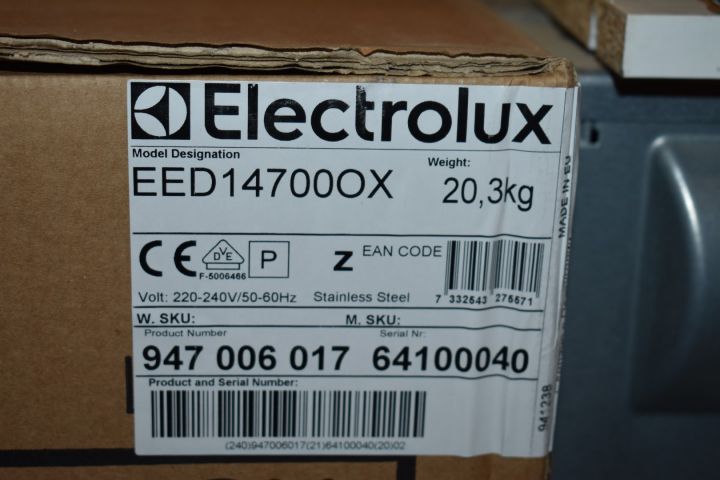 Electrolux
Model Designation
Weight:
EED14700OX
20,3kg
MADE IN EU
CE
DVE
F-5006466
P
Z
EAN CODE
Volt: 220-240V/50-60Hz
Stainless Steel
7 332543 275571
W. SKU:
M. SKU:
Product Number
Serial Nr:
947 006 017
64100040
Product and Serial Number:
(240)947006017(21)64100040(20)02
941238